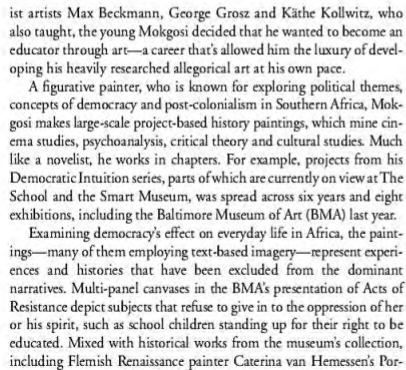 ist artists Max Beckmann, George Grosz and Käthe Kollwitz, who
also taught, the young Mokgosi decided that he wanted to become an
educator through art—a career that's allowed him the luxury of devel-
oping his heavily researched allegorical art at his own pace.
A figurative painter, who is known for exploring political themes,
concepts of democracy and post-colonialism in Southern Africa, Mok-
gosi makes large-scale project-based history paintings, which mine cin-
ema studies, psychoanalysis, critical theory and cultural studies. Much
like a novelist, he works in chapters. For example, projects from his
Democratic Intuition series, parts of which are currently on view at The
School and the Smart Museum, was spread across six years and eight
exhibitions, including the Baltimore Museum of Art (BMA) last year.
Examining democracy's effect on everyday life in Africa, the paint-
ings—many of them employing text-based imagery—represent experi-
ences and histories that have been excluded from the dominant
narratives. Multi-panel canvases in the BMA's presentation of Acts of
Resistance depict subjects that refuse to give in to the oppression of her
or his spirit, such as school children standing up for their right to be
educated. Mixed with historical works from the museum's collection,
including Flemish Renaissance painter Caterina van Hemessen's Por-